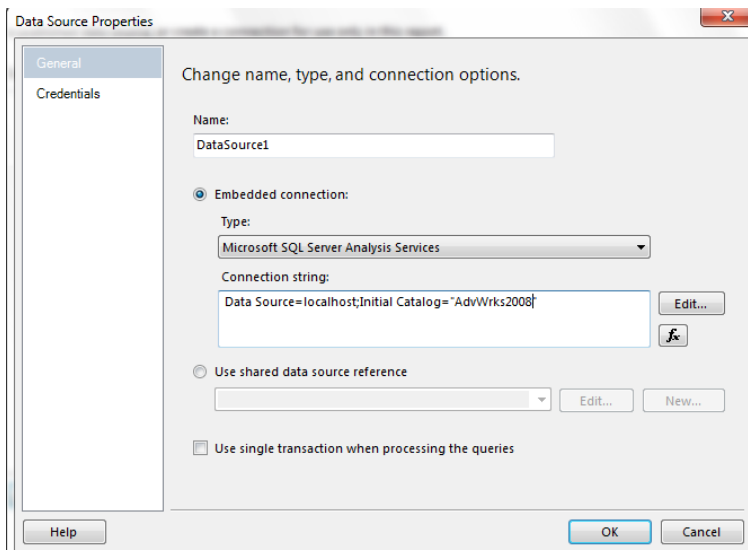 Data Source Properties
General
Credentials
Change name, type, and connection options.
Name:
DataSource1
Embedded connection:
Type:
Microsoft SQL Server Analysis Services
Connection string:
Data Source=localhost;Initial Catalog="AdvWrks2008"
Edit...
fx
Use shared data source reference
Edit...
New...
Use single transaction when processing the queries
Help
OK
Cancel